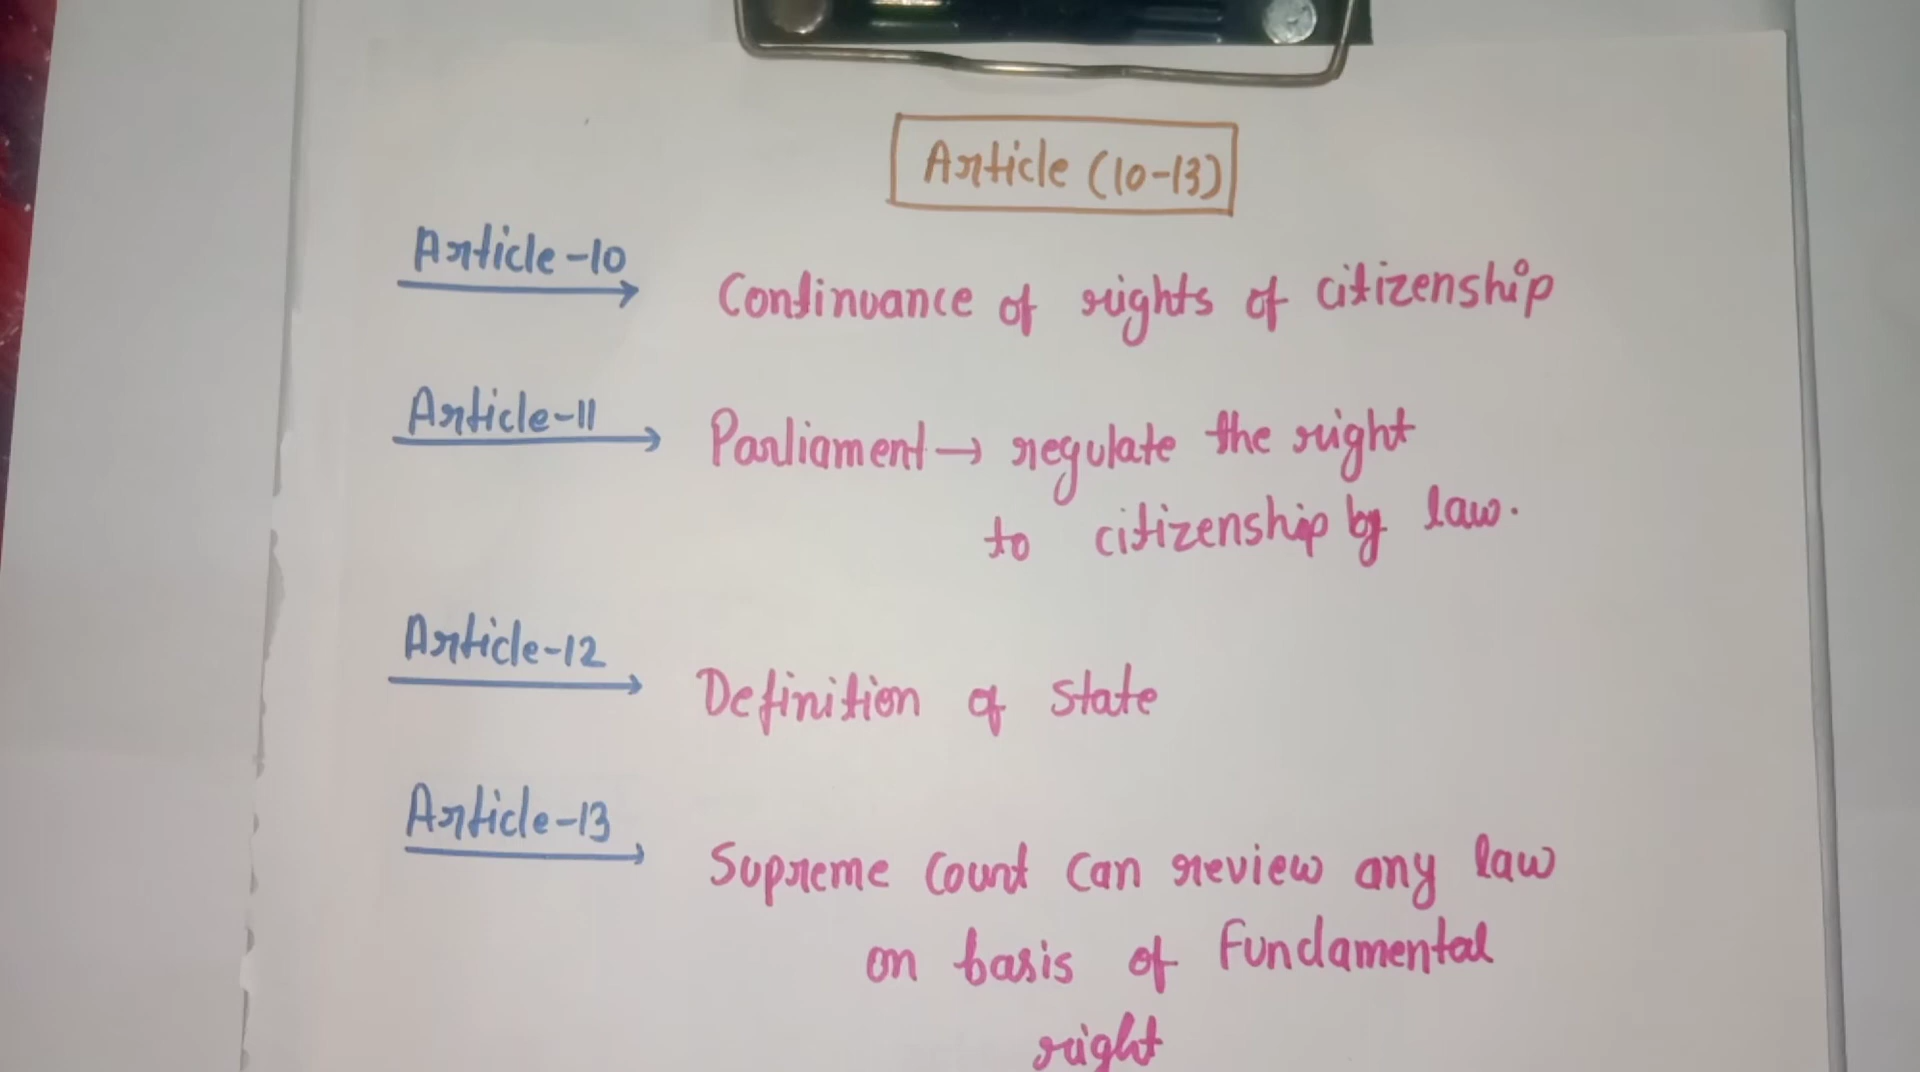 Article (10-13)
Article-10
Continuance of rights of citizenship
Article-11
Parliament → regulate the right
to citizenship by law.
Article-12
Definition of state
Article-13
Supreme Court can review any law
on basis of Fundamental
right